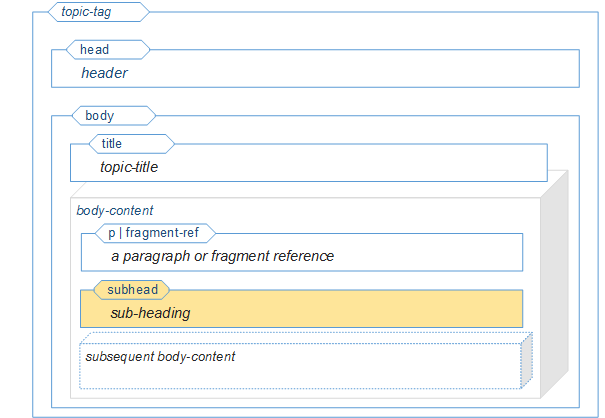 topic-tag
head
header
body
title
topic-title
body-content
p | fragment-ref
a paragraph or fragment reference
subhead
sub-heading
subsequent body-content